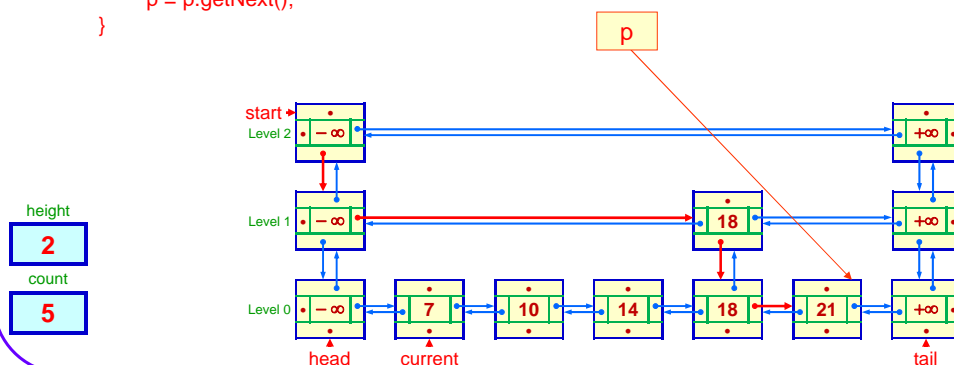 p = p.getNext();
}
p
start
Level 2
− ∞
+∞
height
2
Level 1
− ∞
18
+∞
count
5
Level 0
− ∞
7
10
14
18
21
+∞
head
current
tail